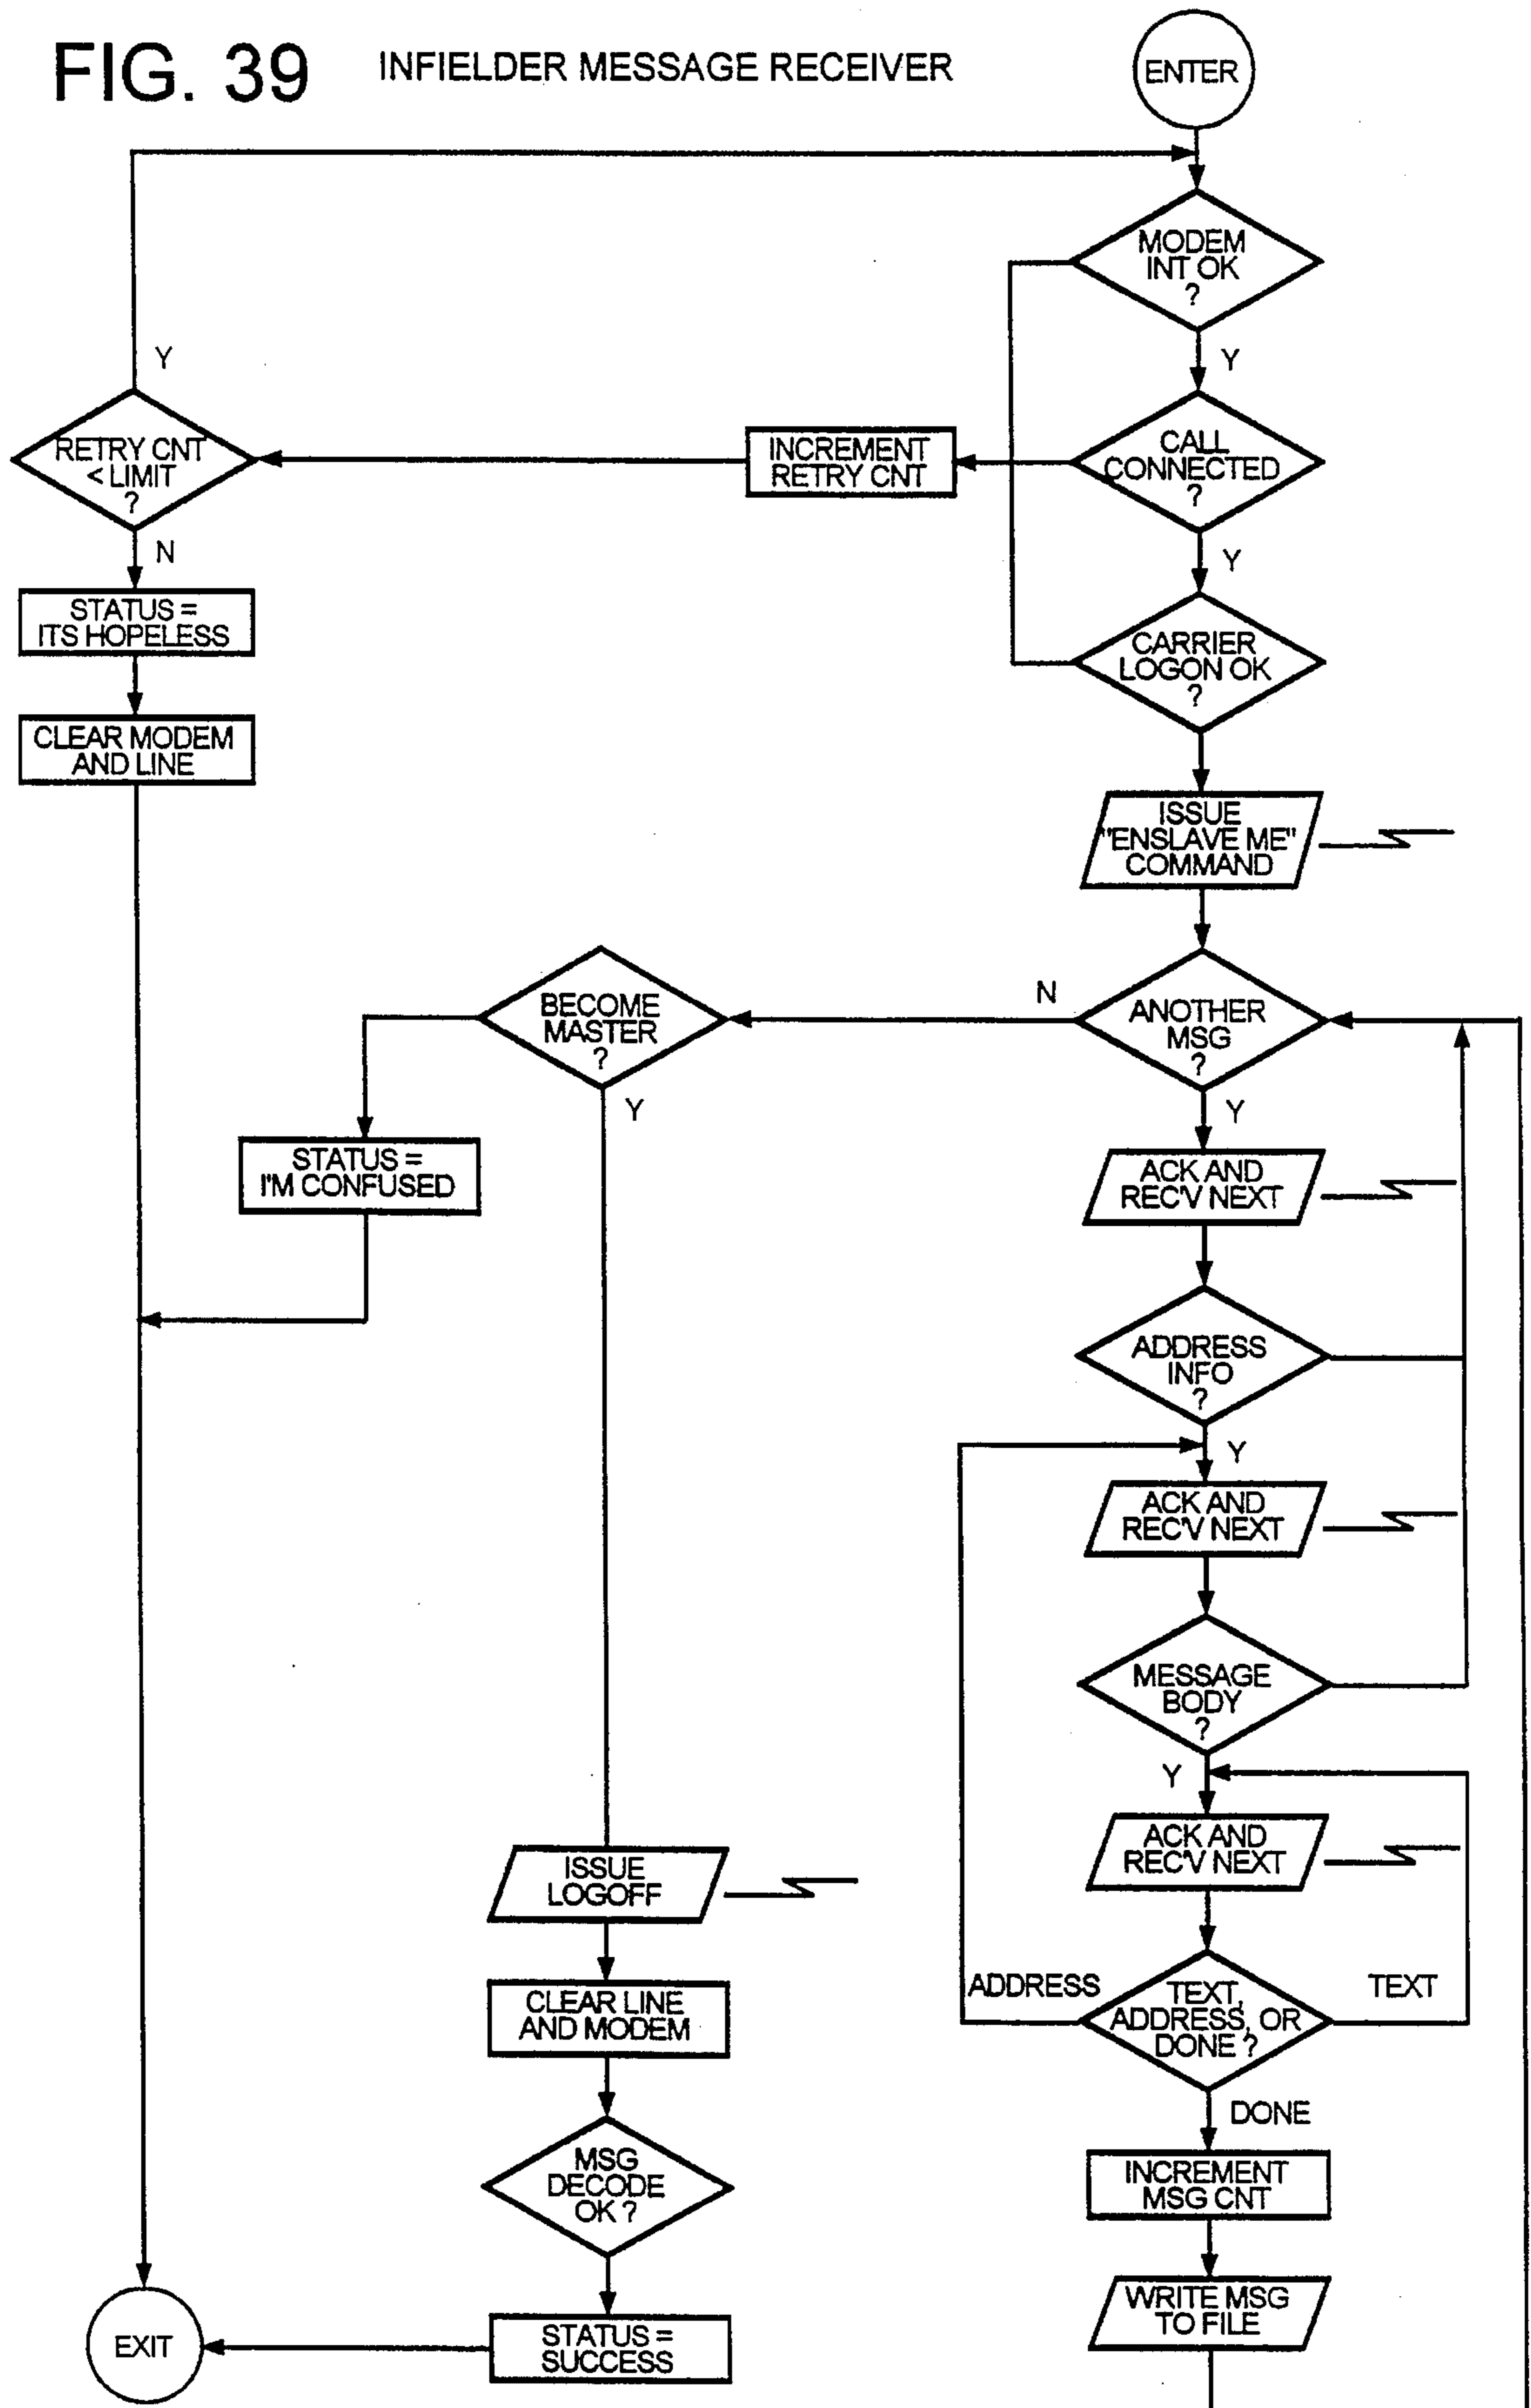 FIG. 39
INFIELDER MESSAGE RECEIVER
ENTER
MODEM
INT OK
?
Y
Y
RETRY CNT
< LIMIT
?
INCREMENT
RETRY CNT
CALL
CONNECTED
?
N
Y
STATUS =
ITS HOPELESS
CARRIER
LOGON OK
?
CLEAR MODEM
AND LINE
ISSUE
"ENSLAVE ME"
COMMAND
BECOME
MASTER
?
N
ANOTHER
MSG
?
Y
Y
STATUS =
I'M CONFUSED
ACK AND
REC'V NEXT
ADDRESS
INFO
?
Y
ACK AND
REC'V NEXT
MESSAGE
BODY
?
Y
ACK AND
REC'V NEXT
ISSUE
LOGOFF
ADDRESS
TEXT,
ADDRESS, OR
DONE ?
TEXT
CLEAR LINE
AND MODEM
DONE
MSG
DECODE
OK ?
INCREMENT
MSG CNT
WRITE MSG
TO FILE
EXIT
STATUS =
SUCCESS